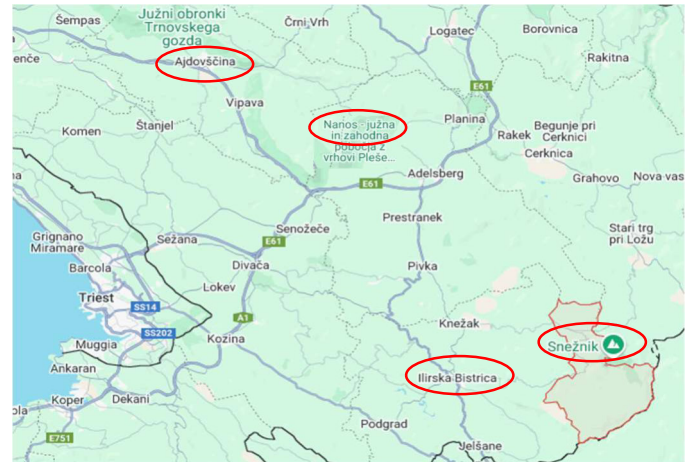 Šempas
Južni obronki
Trnovskega
gozda
Črni Vrh
Logatec
Borovnica
enče
Ajdovščina
Rakitna
E61
Vipava
Nanos - južna
in zahodna
pobočja z
vrhovi Pleše...
Planina
Komen
Štanjel
Rakek
Begunje pri
Cerknici
Cerknica
na
E61
Adelsberg
Grahovo
Nova vas
Prestranek
Senožeče
Stari trg
pri Ložu
Grignano
Miramare
Sežana
E61
Barcola
Divača
Pivka
Lokev
Triest
SS14
A1
Knežak
SS202
Snežnik
Muggia
Kozina
Ankaran
Ilirska Bistrica
Koper
Dekani
ola
Podgrad
E751
Jelšane